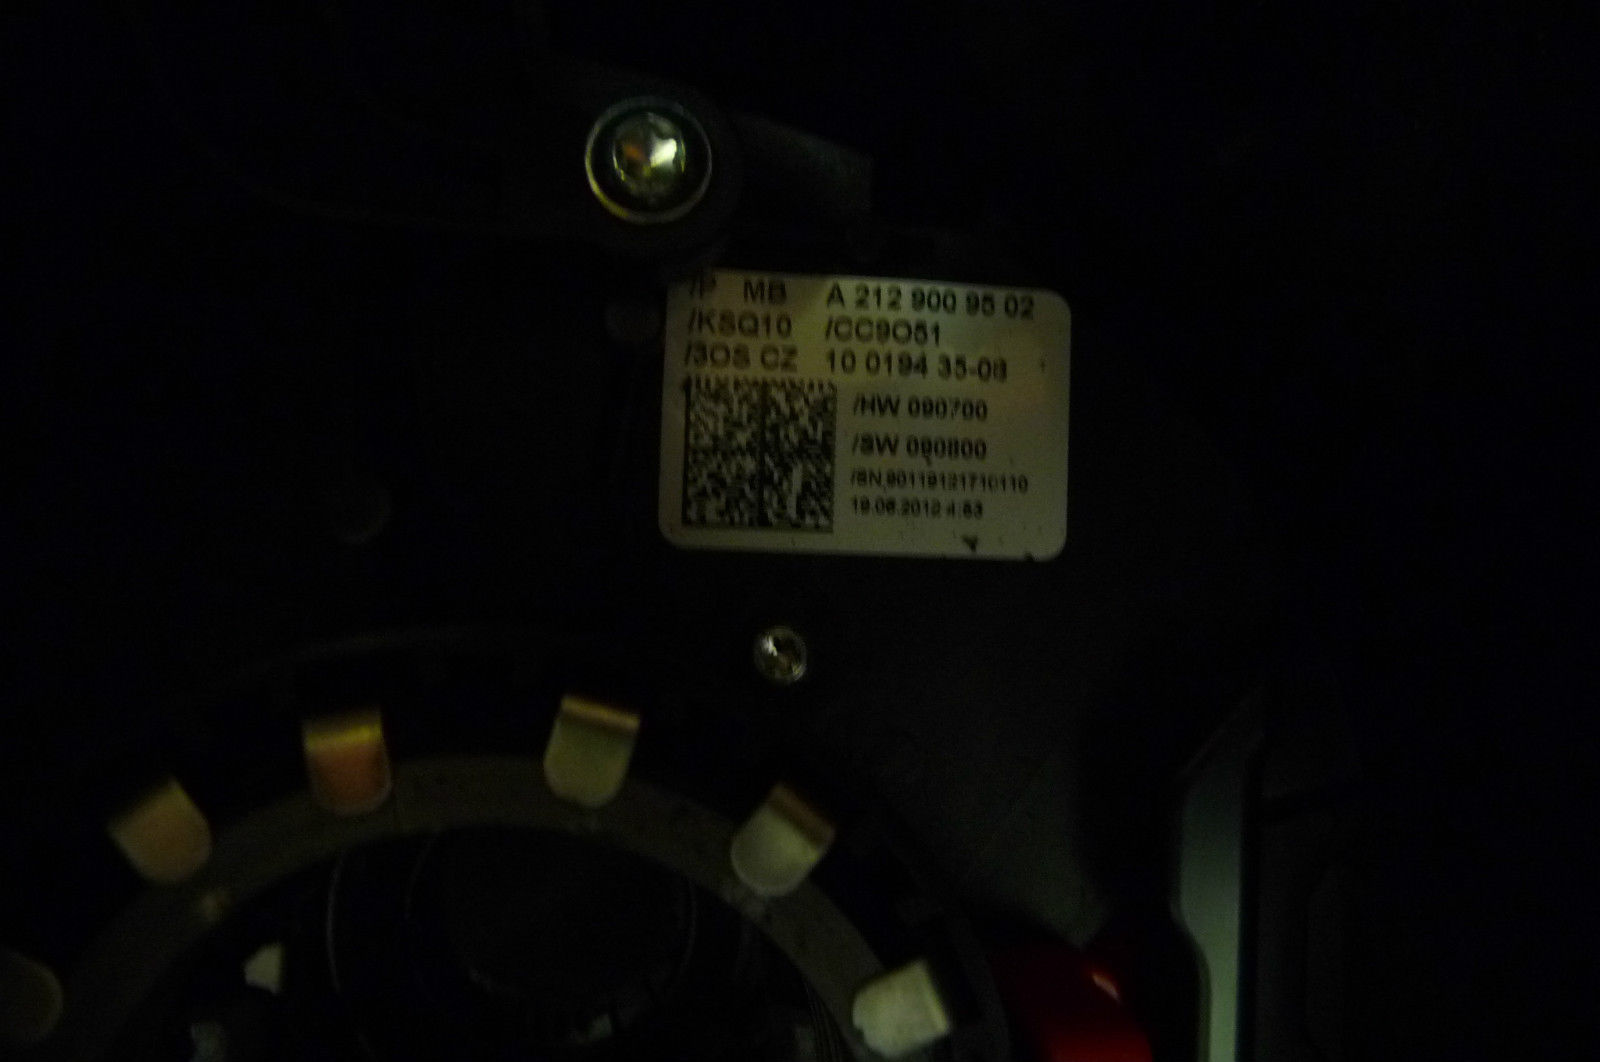 /P MB A 212 900 95 02
/KSQ10 /CC9O51
/3OS CZ 10 0194 35-08
/HW 090700
/SW 090800
/SN,90119121710110
19.06.2012 4:53